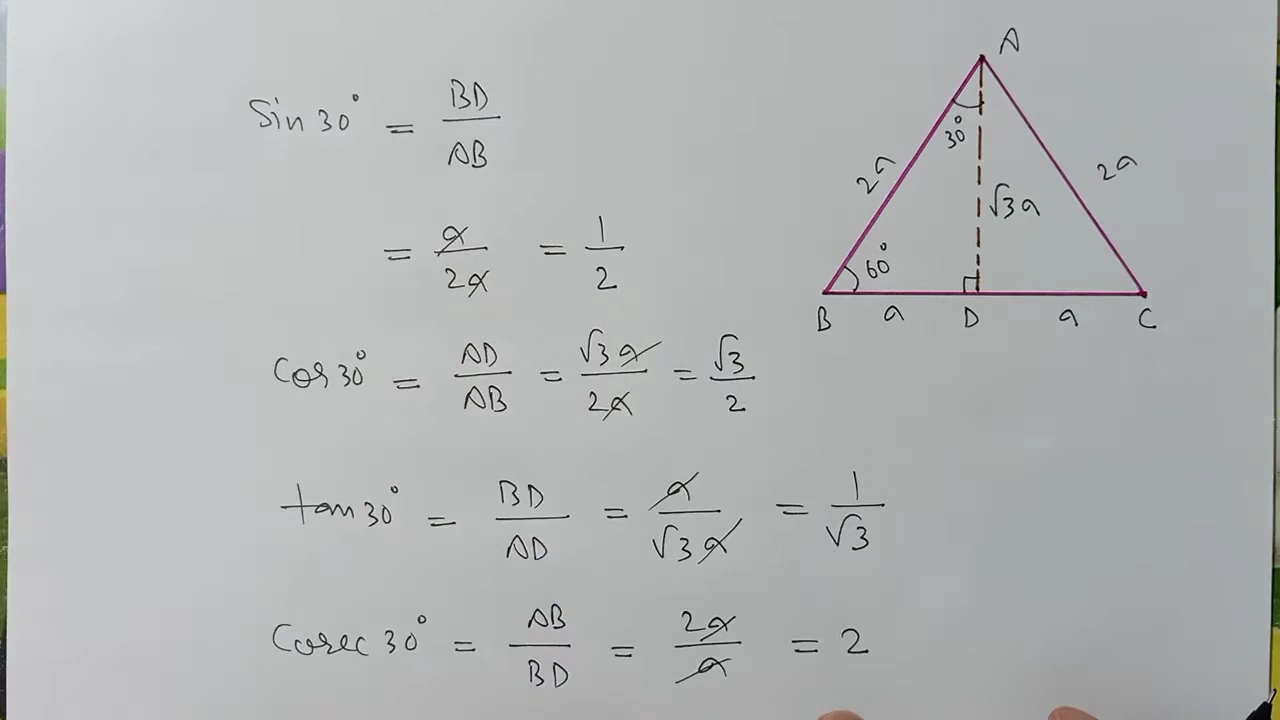 Sin 30° = BD/AB
= a/2a = 1/2
Cos 30° = AD/AB = √3a/2a = √3/2
tan 30° = BD/AD = a/√3a = 1/√3
Cosec 30° = AB/BD = 2a/a = 2
A
30°
2a
2a
√3a
60°
B a D a C